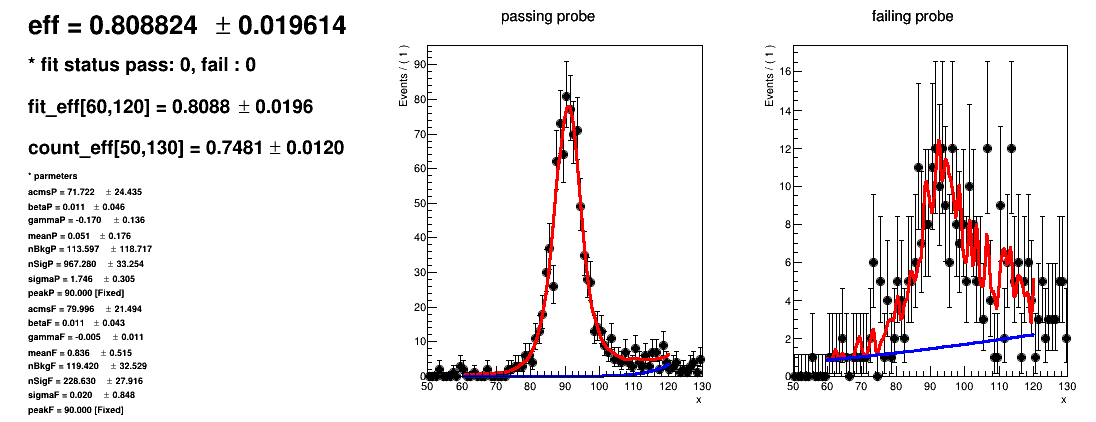 eff = 0.808824 ± 0.019614
* fit status pass: 0, fail : 0
fit_eff[60,120] = 0.8088 ± 0.0196
count_eff[50,130] = 0.7481 ± 0.0120
* parmeters
acmsP = 71.722 ± 24.435
betaP = 0.011 ± 0.046
gammaP = -0.170 ± 0.136
meanP = 0.051 ± 0.176
nBkgP = 113.597 ± 118.717
nSigP = 967.280 ± 33.254
sigmaP = 1.746 ± 0.305
peakP = 90.000 [Fixed]
acmsF = 79.996 ± 21.494
betaF = 0.011 ± 0.043
gammaF = -0.005 ± 0.011
meanF = 0.836 ± 0.515
nBkgF = 119.420 ± 32.529
nSigF = 228.630 ± 27.916
sigmaF = 0.020 ± 0.848
peakF = 90.000 [Fixed]
passing probe
Events / ( 1 )
90
80
70
60
50
40
30
20
10
0
50 60 70 80 90 100 110 120 130
x
failing probe
Events / ( 1 )
16
14
12
10
8
6
4
2
0
50 60 70 80 90 100 110 120 130
x